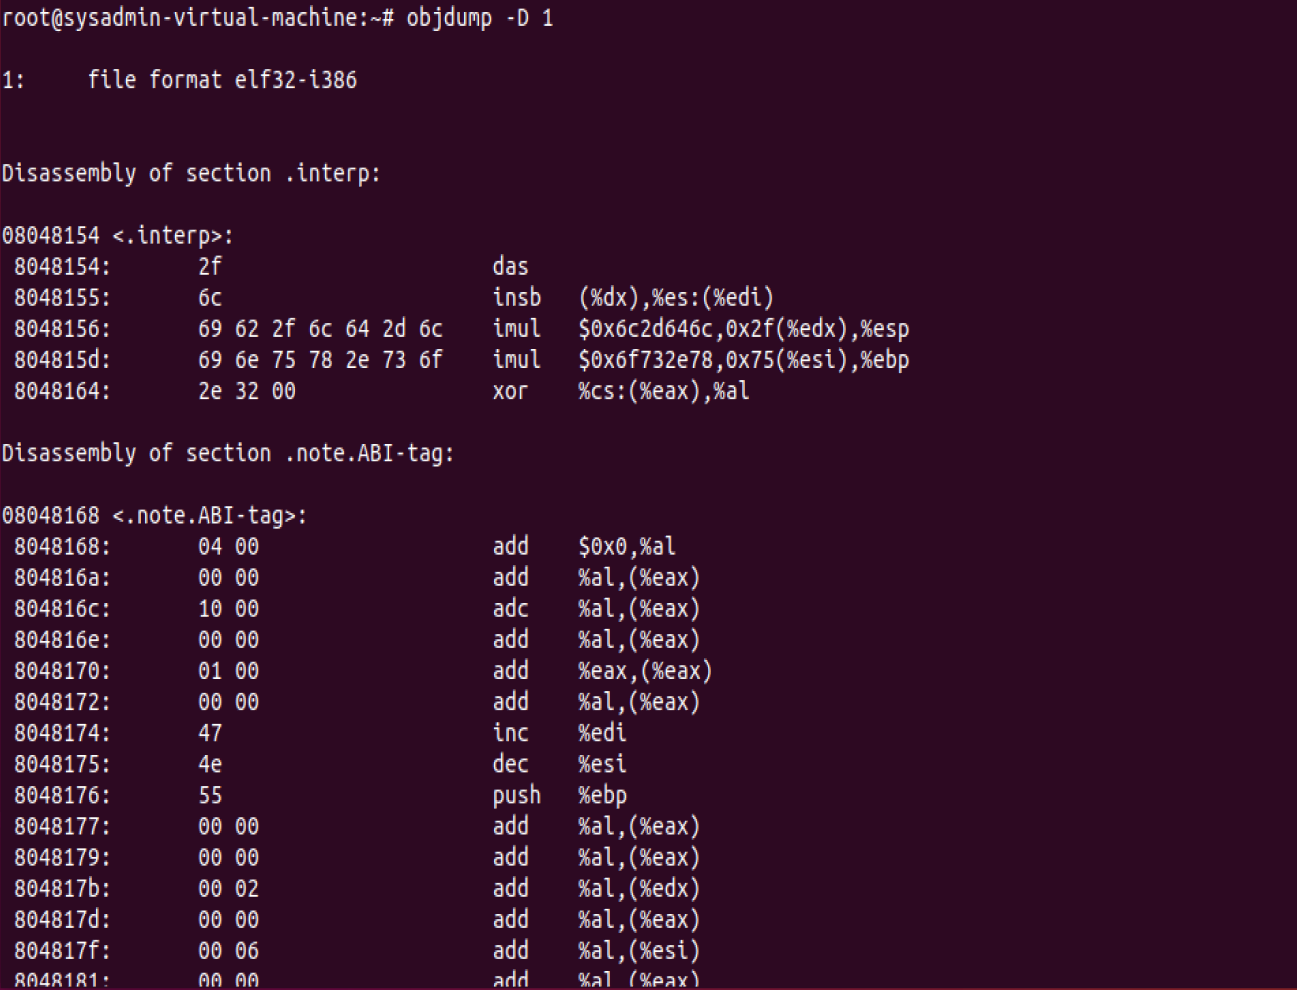 root@sysadmin-virtual-machine:~# objdump -D 1
1:     file format elf32-i386
Disassembly of section .interp:
08048154 <.interp>:
 8048154:       2f                      das
 8048155:       6c                      insb   (%dx),%es:(%edi)
 8048156:       69 62 2f 6c 64 2d 6c    imul   $0x6c2d646c,0x2f(%edx),%esp
 804815d:       69 6e 75 78 2e 73 6f    imul   $0x6f732e78,0x75(%esi),%ebp
 8048164:       2e 32 00                xor    %cs:(%eax),%al
Disassembly of section .note.ABI-tag:
08048168 <.note.ABI-tag>:
 8048168:       04 00                   add    $0x0,%al
 804816a:       00 00                   add    %al,(%eax)
 804816c:       10 00                   adc    %al,(%eax)
 804816e:       00 00                   add    %al,(%eax)
 8048170:       01 00                   add    %eax,(%eax)
 8048172:       00 00                   add    %al,(%eax)
 8048174:       47                      inc    %edi
 8048175:       4e                      dec    %esi
 8048176:       55                      push   %ebp
 8048177:       00 00                   add    %al,(%eax)
 8048179:       00 00                   add    %al,(%eax)
 804817b:       00 02                   add    %al,(%edx)
 804817d:       00 00                   add    %al,(%eax)
 804817f:       00 06                   add    %al,(%esi)
 8048181:       00 00                   add    %al,(%eax)